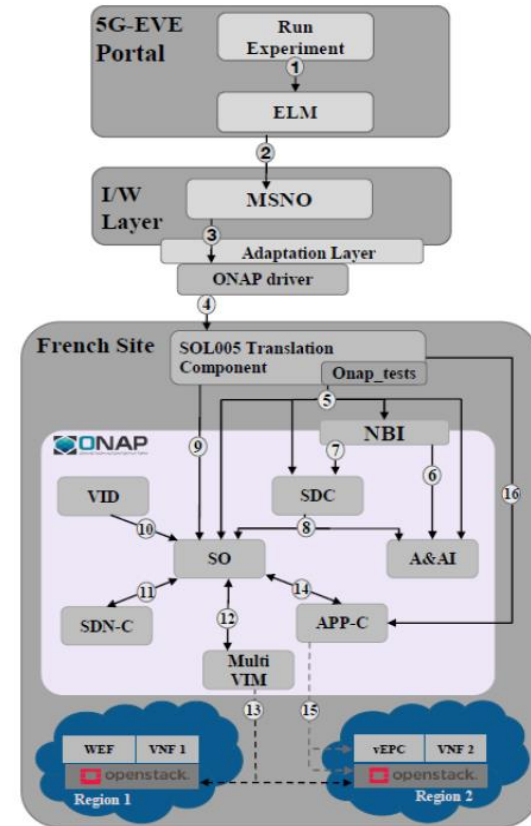 5G-EVE
Portal
Run
Experiment
1
ELM
2
I/W
Layer
MSNO
3
Adaptation Layer
ONAP driver
4
French Site
SOL005 Translation
Component
Onap_tests
5
ONAP
NBI
9
7
6
16
VID
SDC
10
8
SO
A&AI
11
14
12
SDN-C
APP-C
Multi
VIM
13
15
WEF
VNF 1
openstack.
Region 1
vEPC
VNF 2
openstack.
Region 2